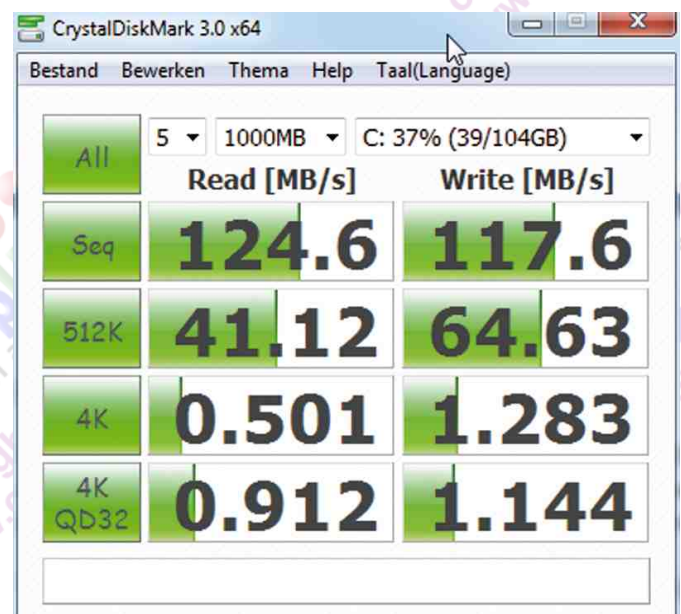 CrystalDiskMark 3.0 x64
Bestand Bewerken Thema Help Taal(Language)
All 5 1000MB C: 37% (39/104GB)
Read [MB/s] Write [MB/s]
Seq 124.6 117.6
512K 41.12 64.63
4K 0.501 1.283
4K QD32 0.912 1.144